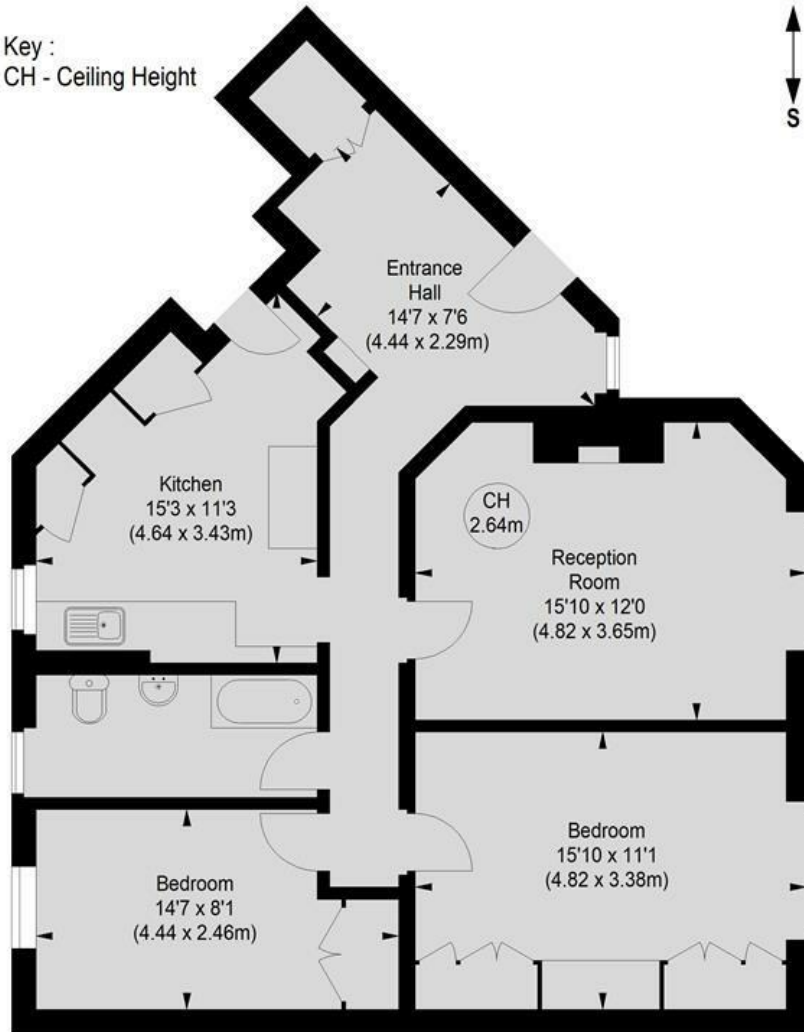 Key :
CH - Ceiling Height
S
Entrance
Hall
14'7 x 7'6
(4.44 x 2.29m)
Kitchen
15'3 x 11'3
(4.64 x 3.43m)
CH
2.64m
Reception
Room
15'10 x 12'0
(4.82 x 3.65m)
Bedroom
15'10 x 11'1
(4.82 x 3.38m)
Bedroom
14'7 x 8'1
(4.44 x 2.46m)